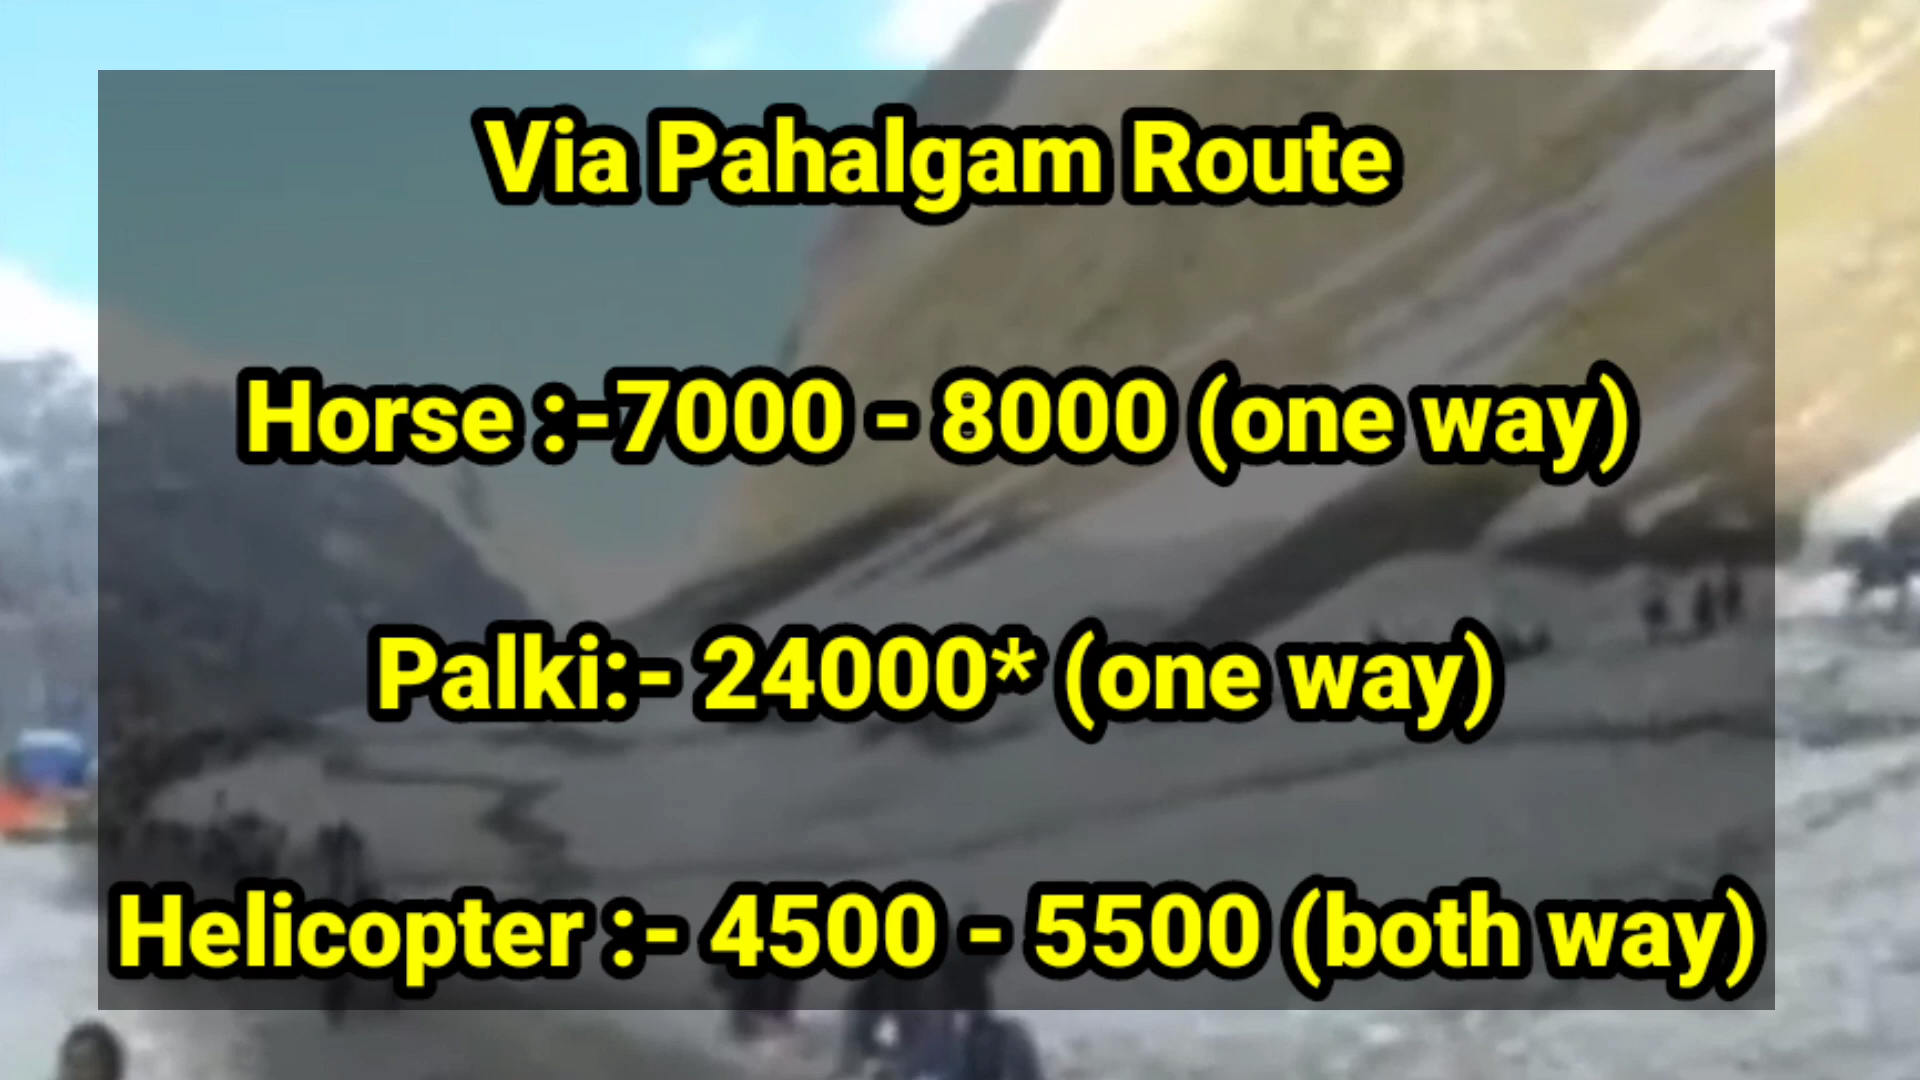 Via Pahalgam Route
Horse :-7000 - 8000 (one way)
Palki:- 24000* (one way)
Helicopter :- 4500 - 5500 (both way)